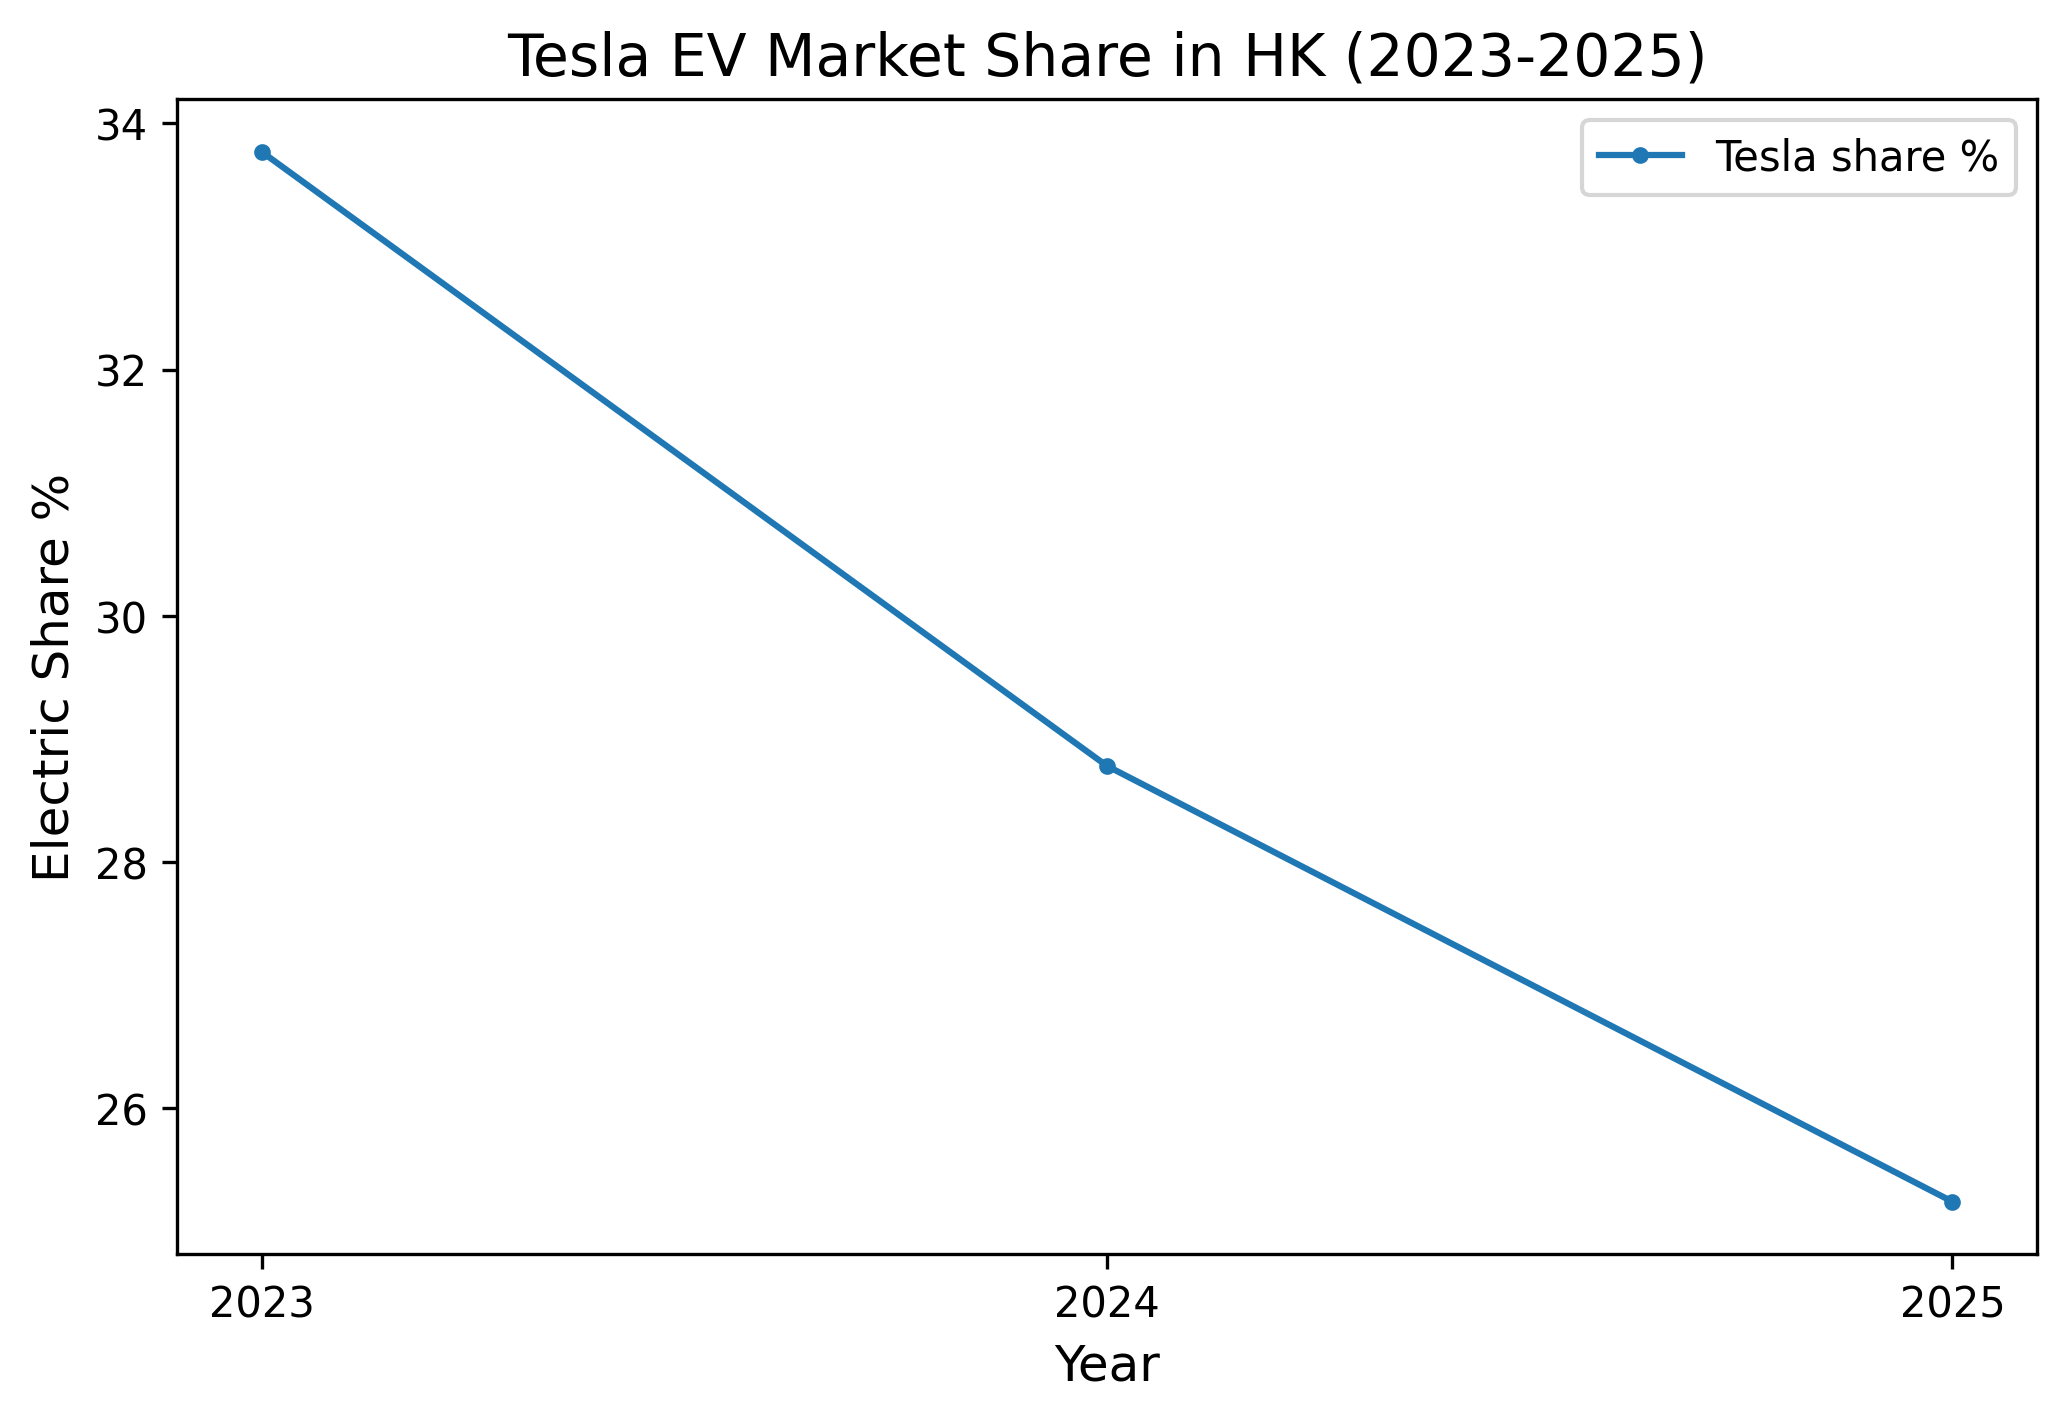 Tesla EV Market Share in HK (2023-2025)
Tesla share %
Electric Share %
34
32
30
28
26
2023
2024
2025
Year